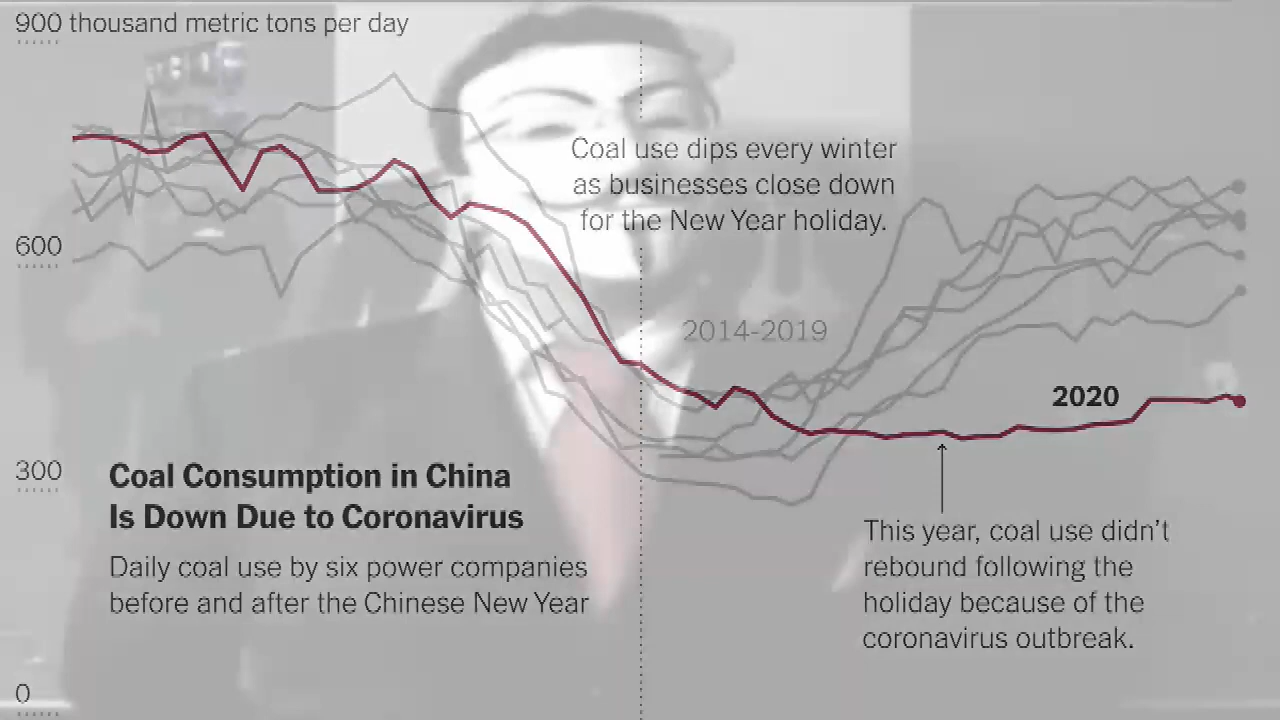 900 thousand metric tons per day
Coal use dips every winter
as businesses close down
for the New Year holiday.
600
2014-2019
2020
300
Coal Consumption in China
Is Down Due to Coronavirus
Daily coal use by six power companies
before and after the Chinese New Year
This year, coal use didn't
rebound following the
holiday because of the
coronavirus outbreak.
0